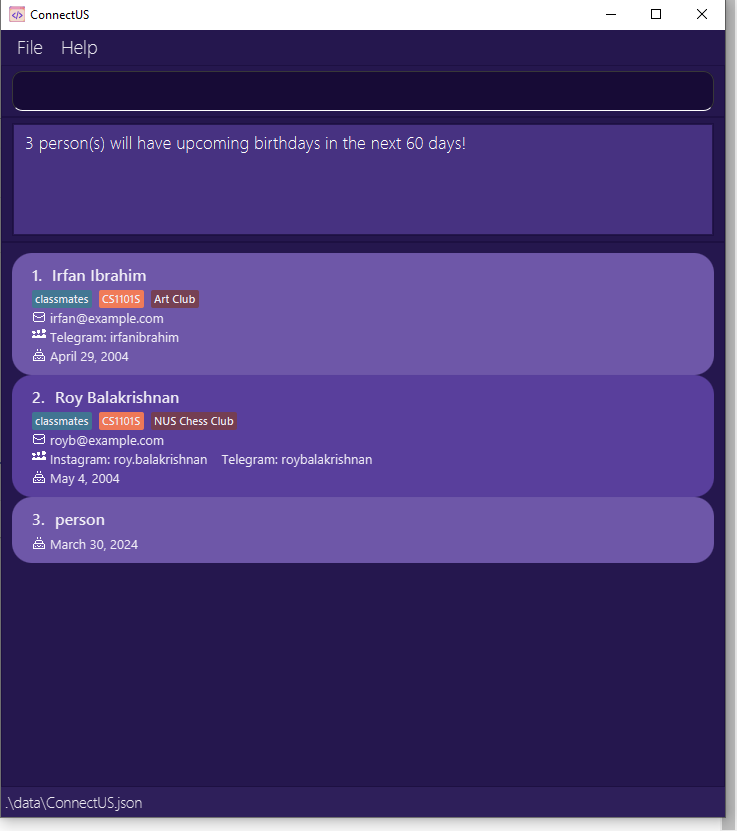 ConnectUS
File Help
3 person(s) will have upcoming birthdays in the next 60 days!
1. Irfan Ibrahim
classmates CS1101S Art Club
irfan@example.com
Telegram: irfanibrahim
April 29, 2004
2. Roy Balakrishnan
classmates CS1101S NUS Chess Club
royb@example.com
Instagram: roy.balakrishnan Telegram: roybalakrishnan
May 4, 2004
3. person
March 30, 2024
.\data\ConnectUS.json